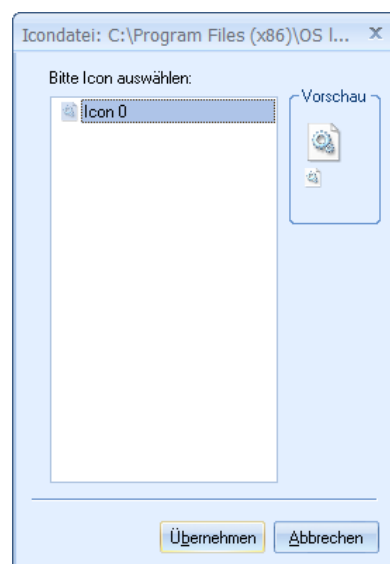 Icondatei: C:\Program Files (x86)\OS l... X
Bitte Icon auswählen:
Vorschau
Icon 0
Übernehmen
Abbrechen